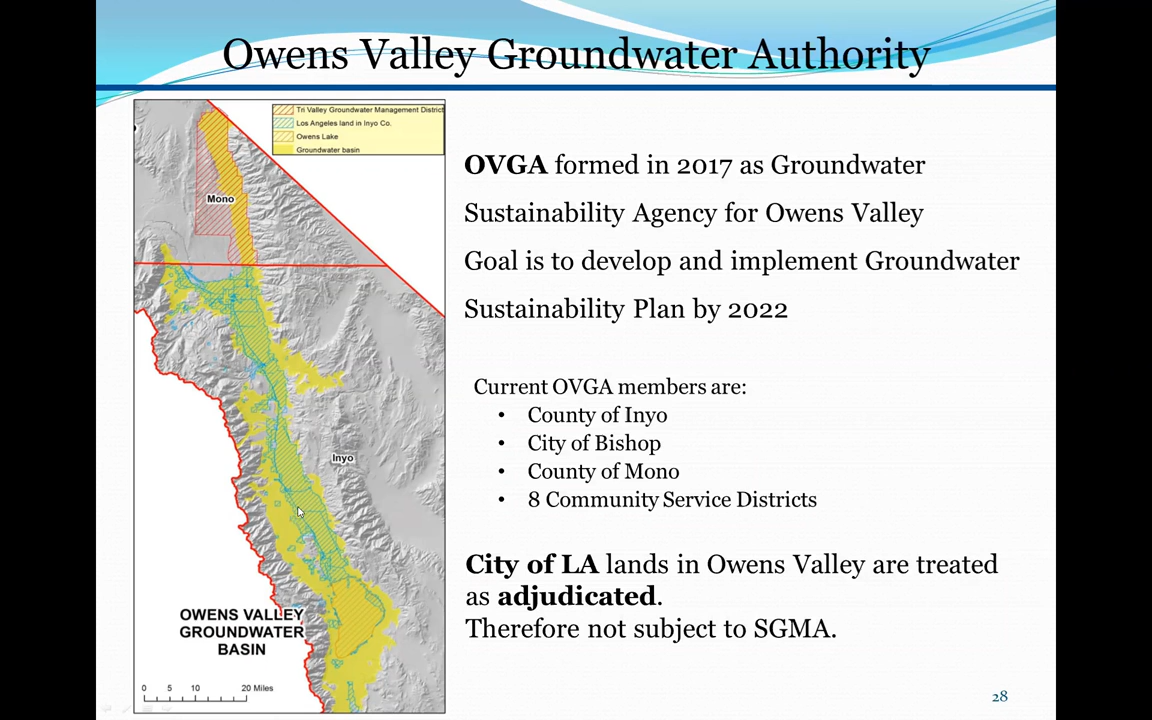 Owens Valley Groundwater Authority
Tri Valley Groundwater Management District
Los Angeles land in Inyo Co.
Owens Lake
Groundwater basin
Mono
Inyo
OWENS VALLEY
GROUNDWATER
BASIN
0 5 10 20 Miles
OVGA formed in 2017 as Groundwater
Sustainability Agency for Owens Valley
Goal is to develop and implement Groundwater
Sustainability Plan by 2022
Current OVGA members are:
• County of Inyo
• City of Bishop
• County of Mono
• 8 Community Service Districts
City of LA lands in Owens Valley are treated
as adjudicated.
Therefore not subject to SGMA.
28